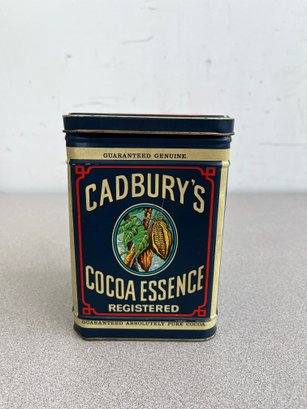 GUARANTEED GENUINE
CADBURY'S
COCOA ESSENCE
REGISTERED
GUARANTEED ABSOLUTELY PURE COCOA